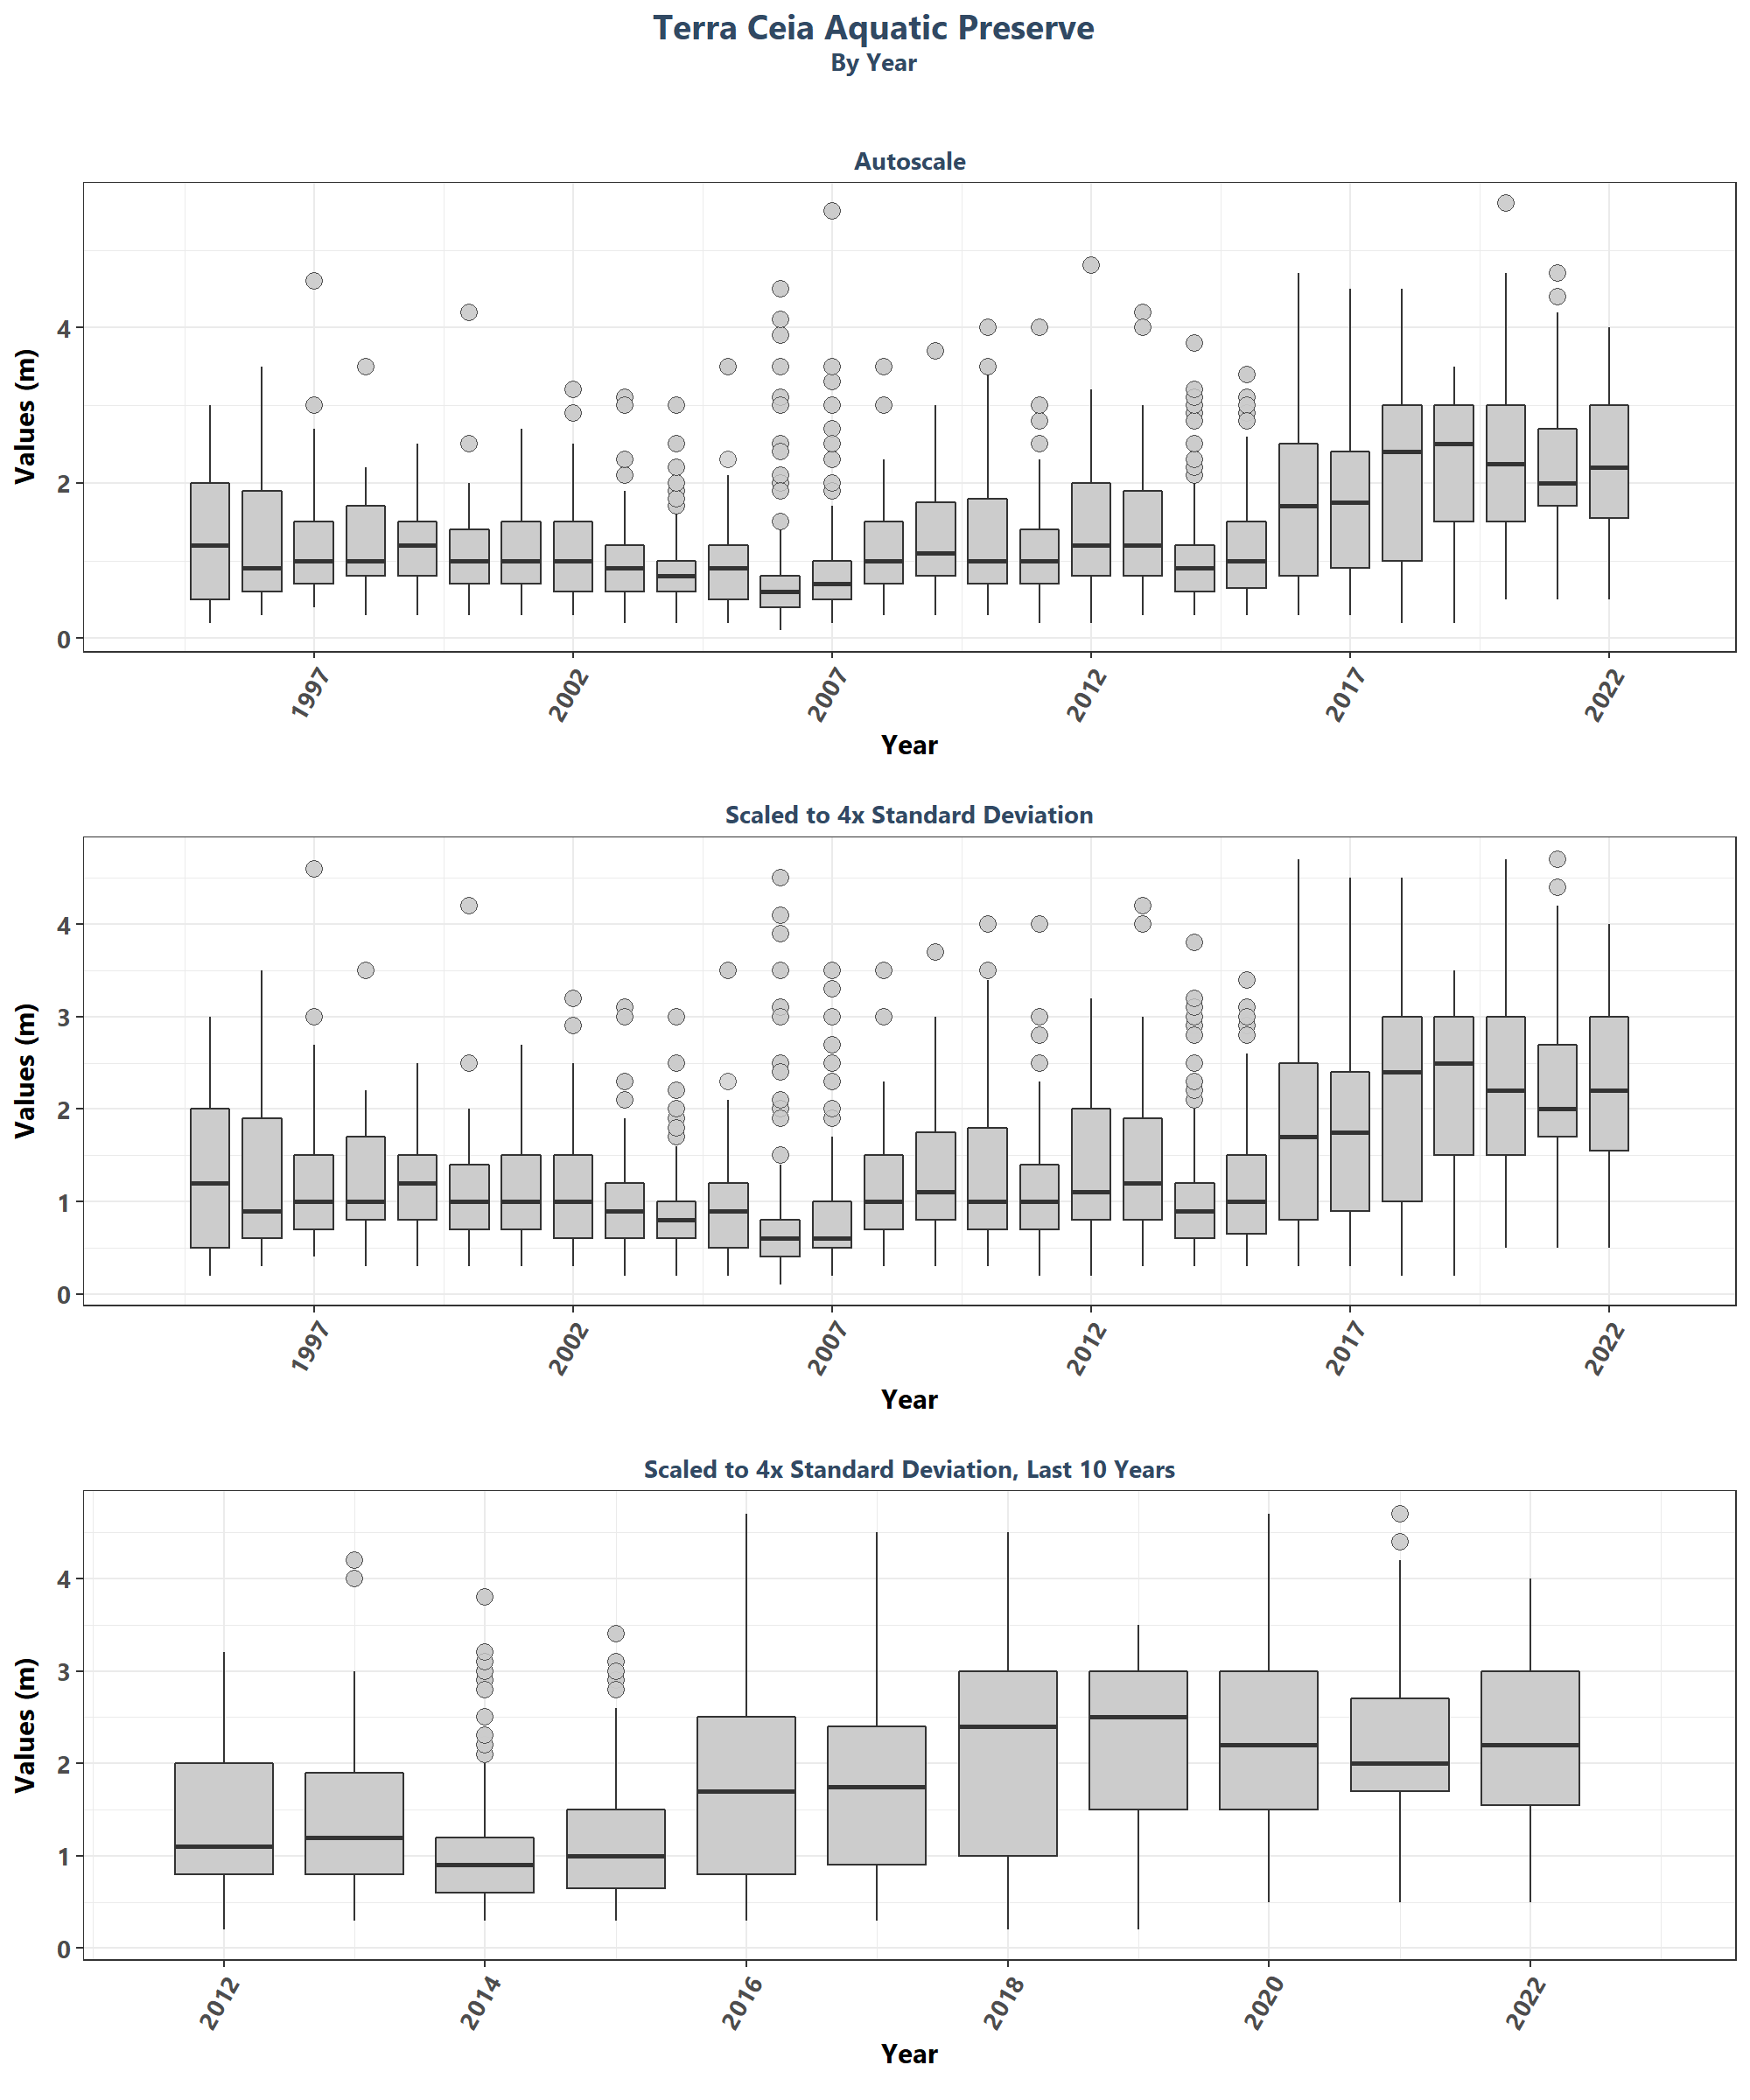 Terra Ceia Aquatic Preserve
By Year
Autoscale
Values (m)
4
2
0
1997
2002
2007
2012
2017
2022
Year
Scaled to 4x Standard Deviation
Values (m)
4
3
2
1
0
1997
2002
2007
2012
2017
2022
Year
Scaled to 4x Standard Deviation, Last 10 Years
Values (m)
4
3
2
1
0
2012
2014
2016
2018
2020
2022
Year